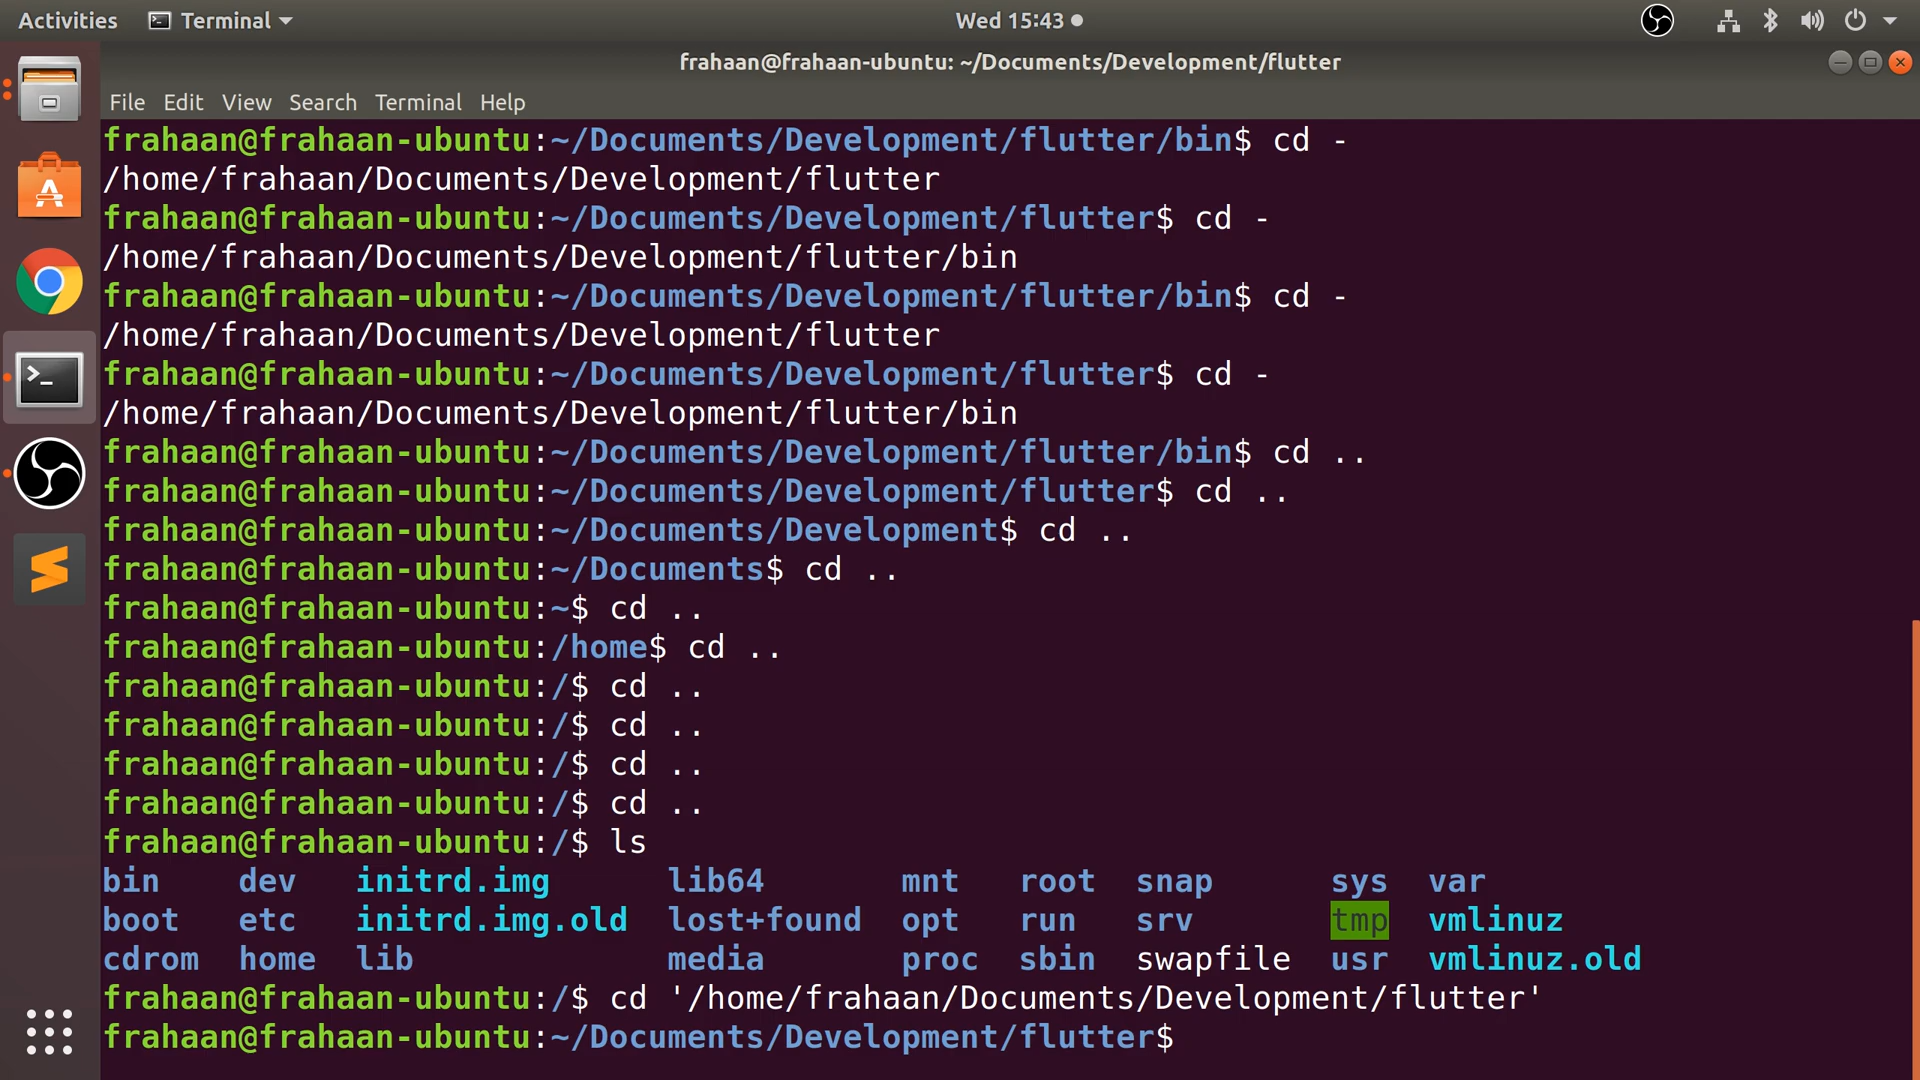 Activities Terminal Wed 15:43
frahaan@frahaan-ubuntu: ~/Documents/Development/flutter
File Edit View Search Terminal Help
frahaan@frahaan-ubuntu:~/Documents/Development/flutter/bin$ cd -
/home/frahaan/Documents/Development/flutter
frahaan@frahaan-ubuntu:~/Documents/Development/flutter$ cd -
/home/frahaan/Documents/Development/flutter/bin
frahaan@frahaan-ubuntu:~/Documents/Development/flutter/bin$ cd -
/home/frahaan/Documents/Development/flutter
frahaan@frahaan-ubuntu:~/Documents/Development/flutter$ cd -
/home/frahaan/Documents/Development/flutter/bin
frahaan@frahaan-ubuntu:~/Documents/Development/flutter/bin$ cd ..
frahaan@frahaan-ubuntu:~/Documents/Development/flutter$ cd ..
frahaan@frahaan-ubuntu:~/Documents/Development$ cd ..
frahaan@frahaan-ubuntu:~/Documents$ cd ..
frahaan@frahaan-ubuntu:~$ cd ..
frahaan@frahaan-ubuntu:/home$ cd ..
frahaan@frahaan-ubuntu:/$ cd ..
frahaan@frahaan-ubuntu:/$ cd ..
frahaan@frahaan-ubuntu:/$ cd ..
frahaan@frahaan-ubuntu:/$ cd ..
frahaan@frahaan-ubuntu:/$ ls
bin dev initrd.img lib64 mnt root snap sys var
boot etc initrd.img.old lost+found opt run srv tmp vmlinuz
cdrom home lib media proc sbin swapfile usr vmlinuz.old
frahaan@frahaan-ubuntu:/$ cd '/home/frahaan/Documents/Development/flutter'
frahaan@frahaan-ubuntu:~/Documents/Development/flutter$